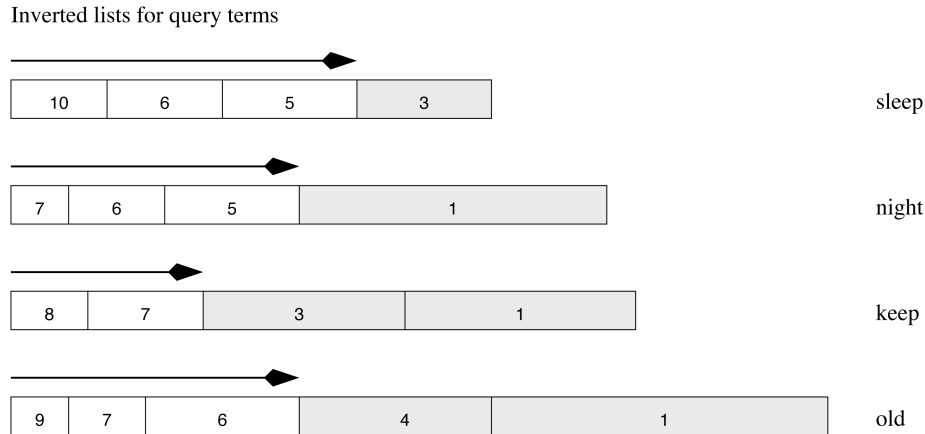 Inverted lists for query terms
10 6 5 3 sleep
7 6 5 1 night
8 7 3 1 keep
9 7 6 4 1 old